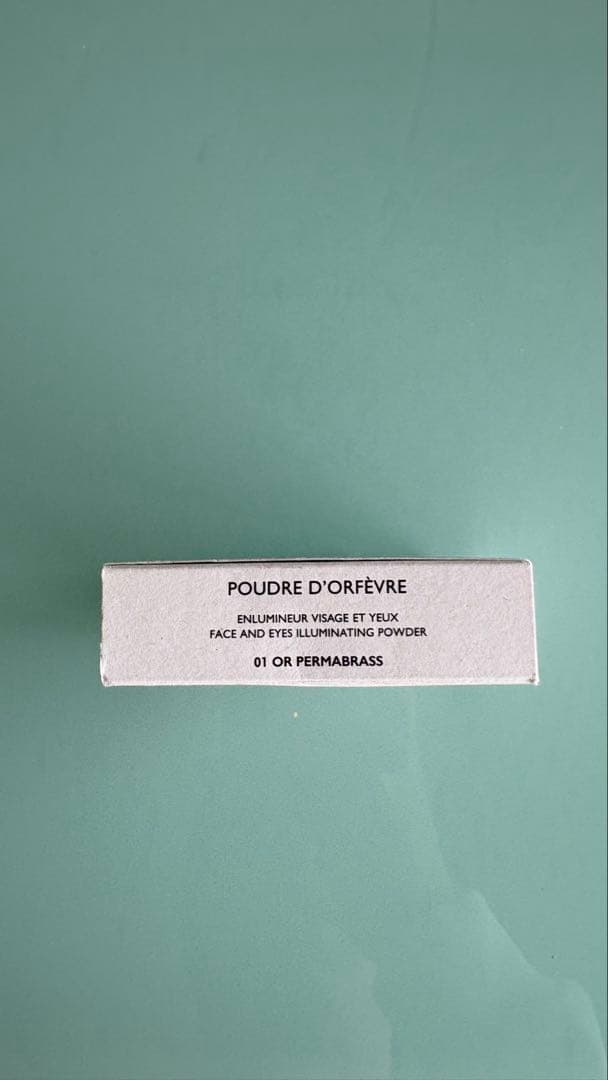 POUDRE D'ORFÈVRE
ENLUMINEUR VISAGE ET YEUX
FACE AND EYES ILLUMINATING POWDER
01 OR PERMABRASS